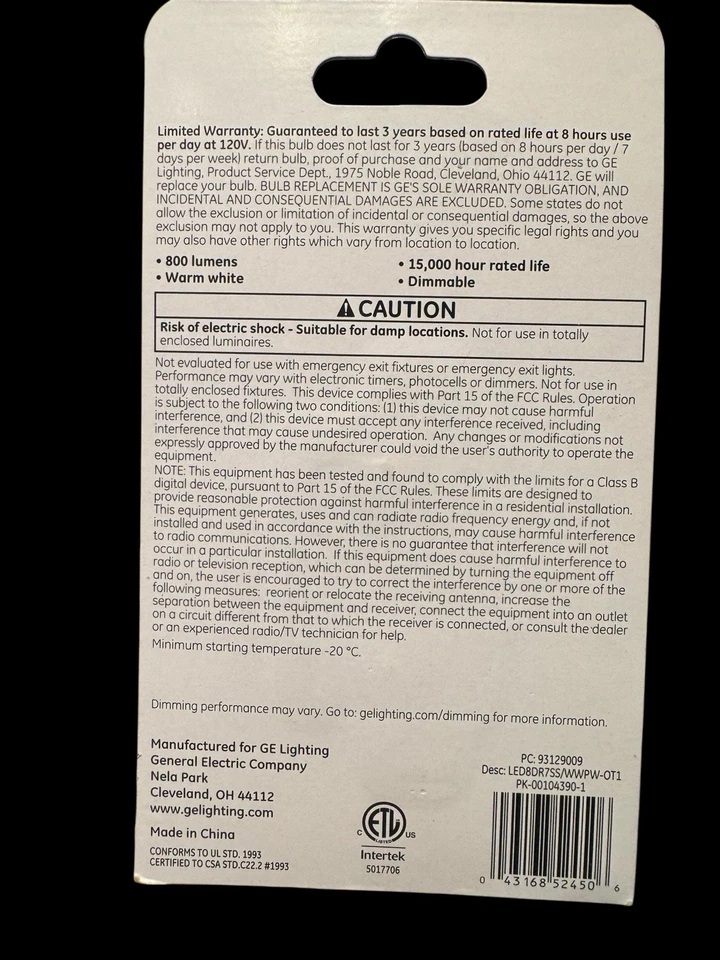 Limited Warranty: Guaranteed to last 3 years based on rated life at 8 hours use
per day at 120V. If this bulb does not last for 3 years (based on 8 hours per day / 7
days per week) return bulb, proof of purchase and your name and address to GE
Lighting, Product Service Dept., 1975 Noble Road, Cleveland, Ohio 44112. GE will
replace your bulb. BULB REPLACEMENT IS GE'S SOLE WARRANTY OBLIGATION, AND
INCIDENTAL AND CONSEQUENTIAL DAMAGES ARE EXCLUDED. Some states do not
allow the exclusion or limitation of incidental or consequential damages, so the above
exclusion may not apply to you. This warranty gives you specific legal rights and you
may also have other rights which vary from location to location.
• 800 lumens
• Warm white
• 15,000 hour rated life
• Dimmable
⚠ CAUTION
Risk of electric shock - Suitable for damp locations. Not for use in totally
enclosed luminaires.
Not evaluated for use with emergency exit fixtures or emergency exit lights.
Performance may vary with electronic timers, photocells or dimmers. Not for use in
totally enclosed fixtures. This device complies with Part 15 of the FCC Rules. Operation
is subject to the following two conditions: (1) this device may not cause harmful
interference, and (2) this device must accept any interference received, including
interference that may cause undesired operation. Any changes or modifications not
expressly approved by the manufacturer could void the user's authority to operate the
equipment.
NOTE: This equipment has been tested and found to comply with the limits for a Class B
digital device, pursuant to Part 15 of the FCC Rules. These limits are designed to
provide reasonable protection against harmful interference in a residential installation.
This equipment generates, uses and can radiate radio frequency energy and, if not
installed and used in accordance with the instructions, may cause harmful interference
to radio communications. However, there is no guarantee that interference will not
occur in a particular installation. If this equipment does cause harmful interference to
radio or television reception, which can be determined by turning the equipment off
and on, the user is encouraged to try to correct the interference by one or more of the
following measures: reorient or relocate the receiving antenna, increase the
separation between the equipment and receiver, connect the equipment into an outlet
on a circuit different from that to which the receiver is connected, or consult the dealer
or an experienced radio/TV technician for help.
Minimum starting temperature -20 °C.
Dimming performance may vary. Go to: gelighting.com/dimming for more information.
Manufactured for GE Lighting
General Electric Company
Nela Park
Cleveland, OH 44112
www.gelighting.com
Made in China
CONFORMS TO UL STD. 1993
CERTIFIED TO CSA STD.C22.2 #1993
C ETL US
LISTED
Intertek
5017706
PC: 93129009
Desc: LED8DR7SS/WWPW-OT1
PK-00104390-1
0 43168 52450 6